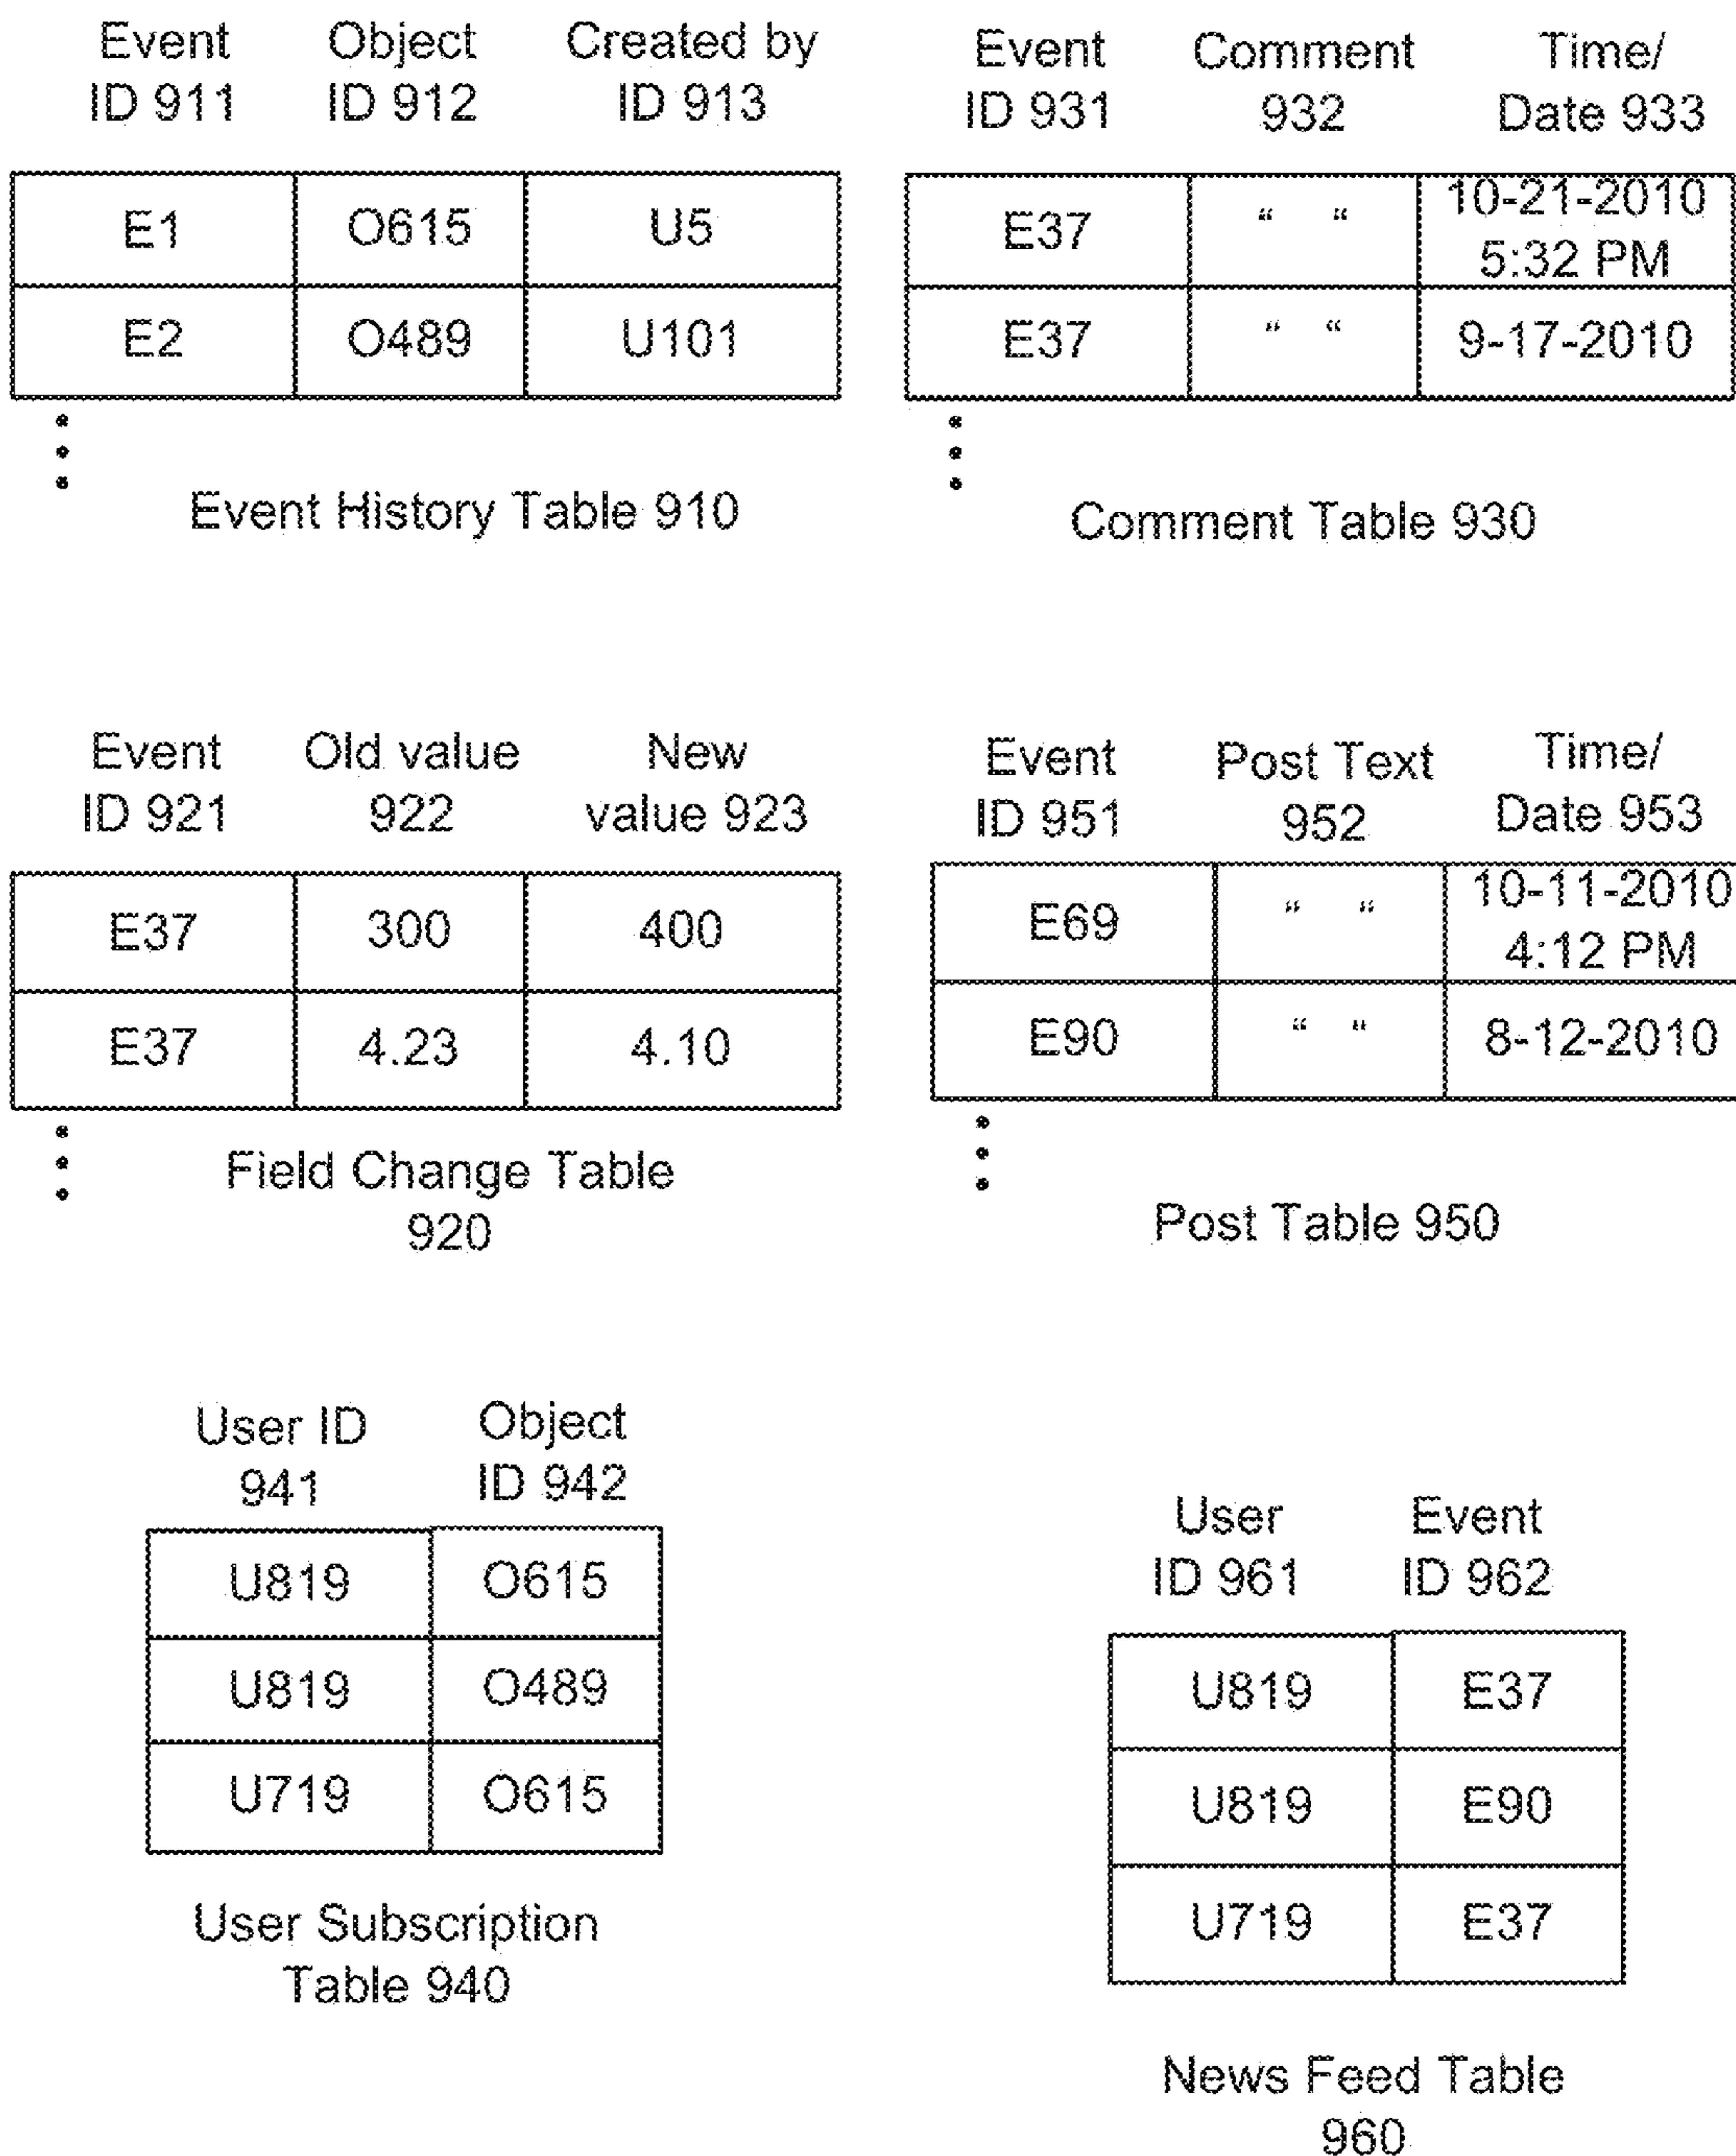 Event Object Created by
ID 911 ID 912 ID 913
E1 O615 U5
E2 O489 U101
Event History Table 910
Event Comment Time/
ID 931 932 Date 933
E37 “ “ 10-21-2010
5:32 PM
E37 “ “ 9-17-2010
Comment Table 930
Event Old value New
ID 921 922 value 923
E37 300 400
E37 4.23 4.10
Field Change Table
920
Event Post Text Time/
ID 951 952 Date 953
E69 “ “ 10-11-2010
4:12 PM
E90 “ “ 8-12-2010
Post Table 950
User ID Object
941 ID 942
U819 O615
U819 O489
U719 O615
User Subscription
Table 940
User Event
ID 961 ID 962
U819 E37
U819 E90
U719 E37
News Feed Table
960